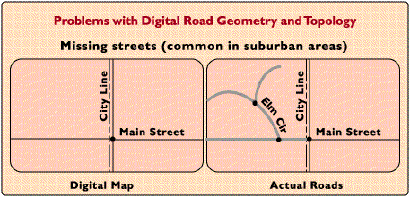 Problems with Digital Road Geometry and Topology
Missing streets (common in suburban areas)
City Line
Main Street
Elm Clr
City Line
Main Street
Digital Map
Actual Roads